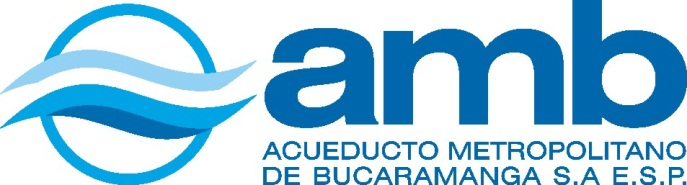 amb
ACUEDUCTO METROPOLITANO
DE BUCARAMANGA S.A E.S.P.